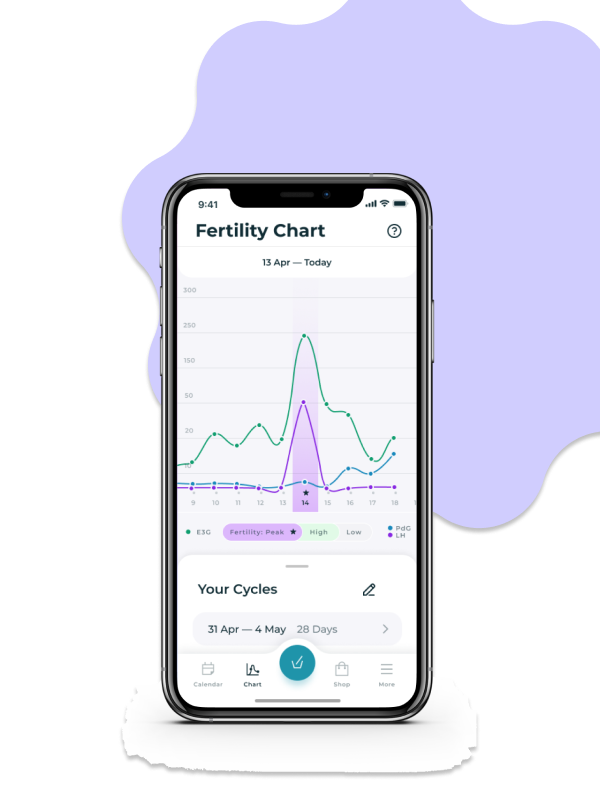 9:41
Fertility Chart
13 Apr — Today
300
250
150
50
20
10
9 10 11 12 13 14 15 16 17 18 1
E3G Fertility: Peak ★ High Low PdG
LH
Your Cycles
31 Apr — 4 May 28 Days
Calendar Chart Shop More